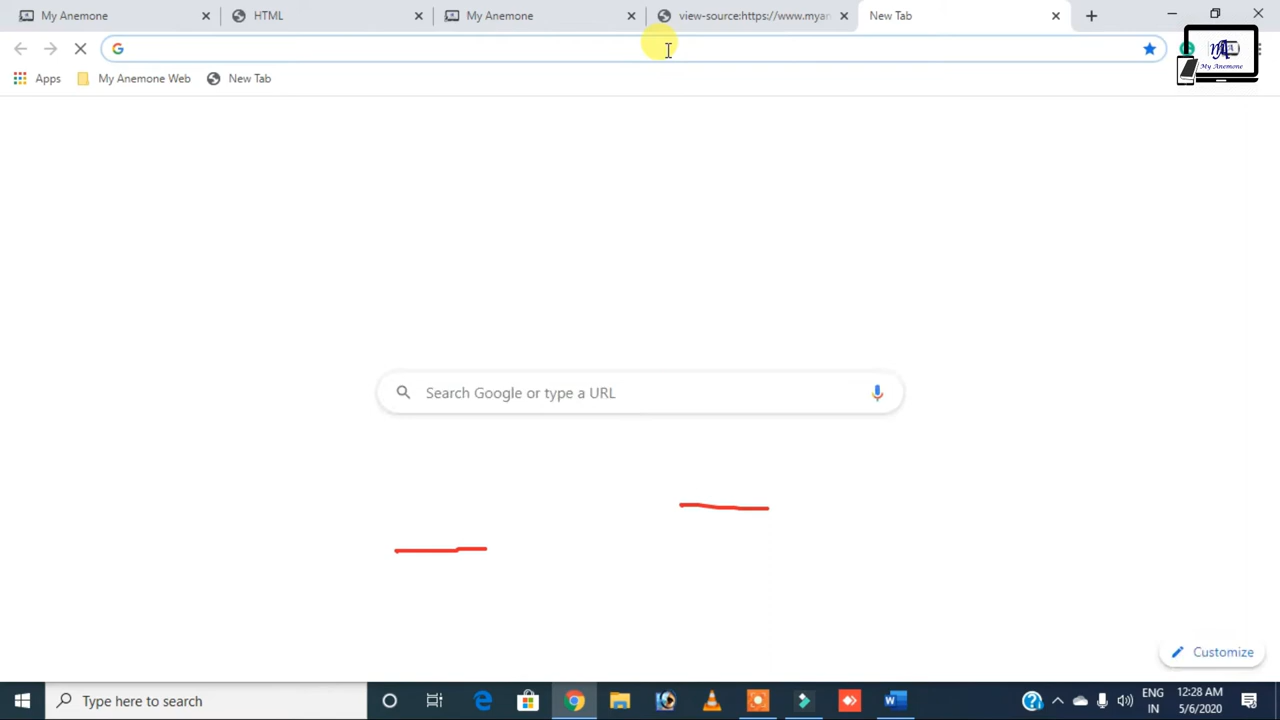 My Anemone
HTML
My Anemone
view-source:https://www.myan
New Tab
Apps
My Anemone Web
New Tab
My Anemone
Search Google or type a URL
Customize
Type here to search
ENG
IN
12:28 AM
5/6/2020